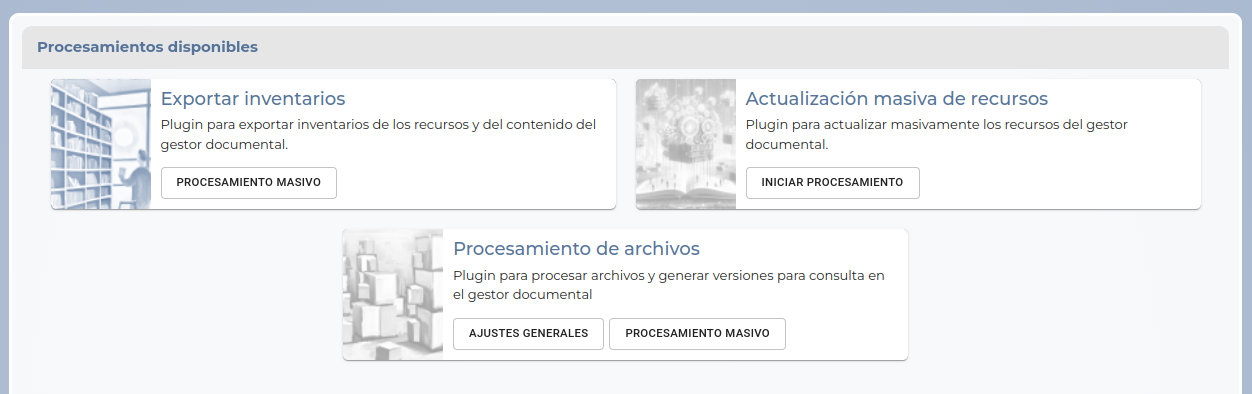 Procesamientos disponibles
Exportar inventarios
Plugin para exportar inventarios de los recursos y del contenido del
gestor documental.
PROCESAMIENTO MASIVO
Actualización masiva de recursos
Plugin para actualizar masivamente los recursos del gestor
documental.
INICIAR PROCESAMIENTO
Procesamiento de archivos
Plugin para procesar archivos y generar versiones para consulta en
el gestor documental
AJUSTES GENERALES
PROCESAMIENTO MASIVO